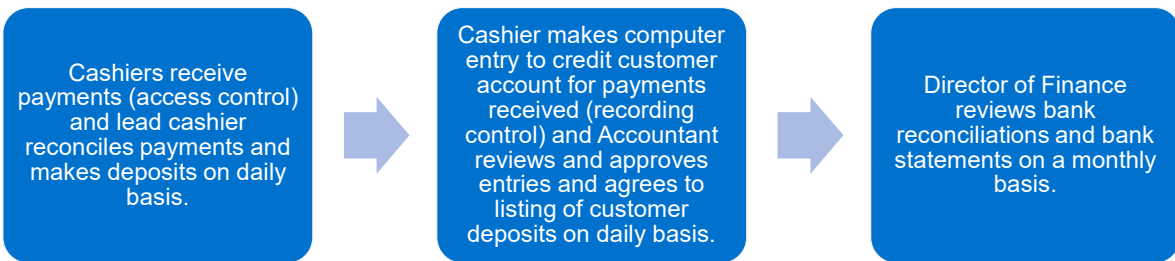 Cashiers receive
payments (access control)
and lead cashier
reconciles payments and
makes deposits on daily
basis.
Cashier makes computer
entry to credit customer
account for payments
received (recording
control) and Accountant
reviews and approves
entries and agrees to
listing of customer
deposits on daily basis.
Director of Finance
reviews bank
reconciliations and bank
statements on a monthly
basis.